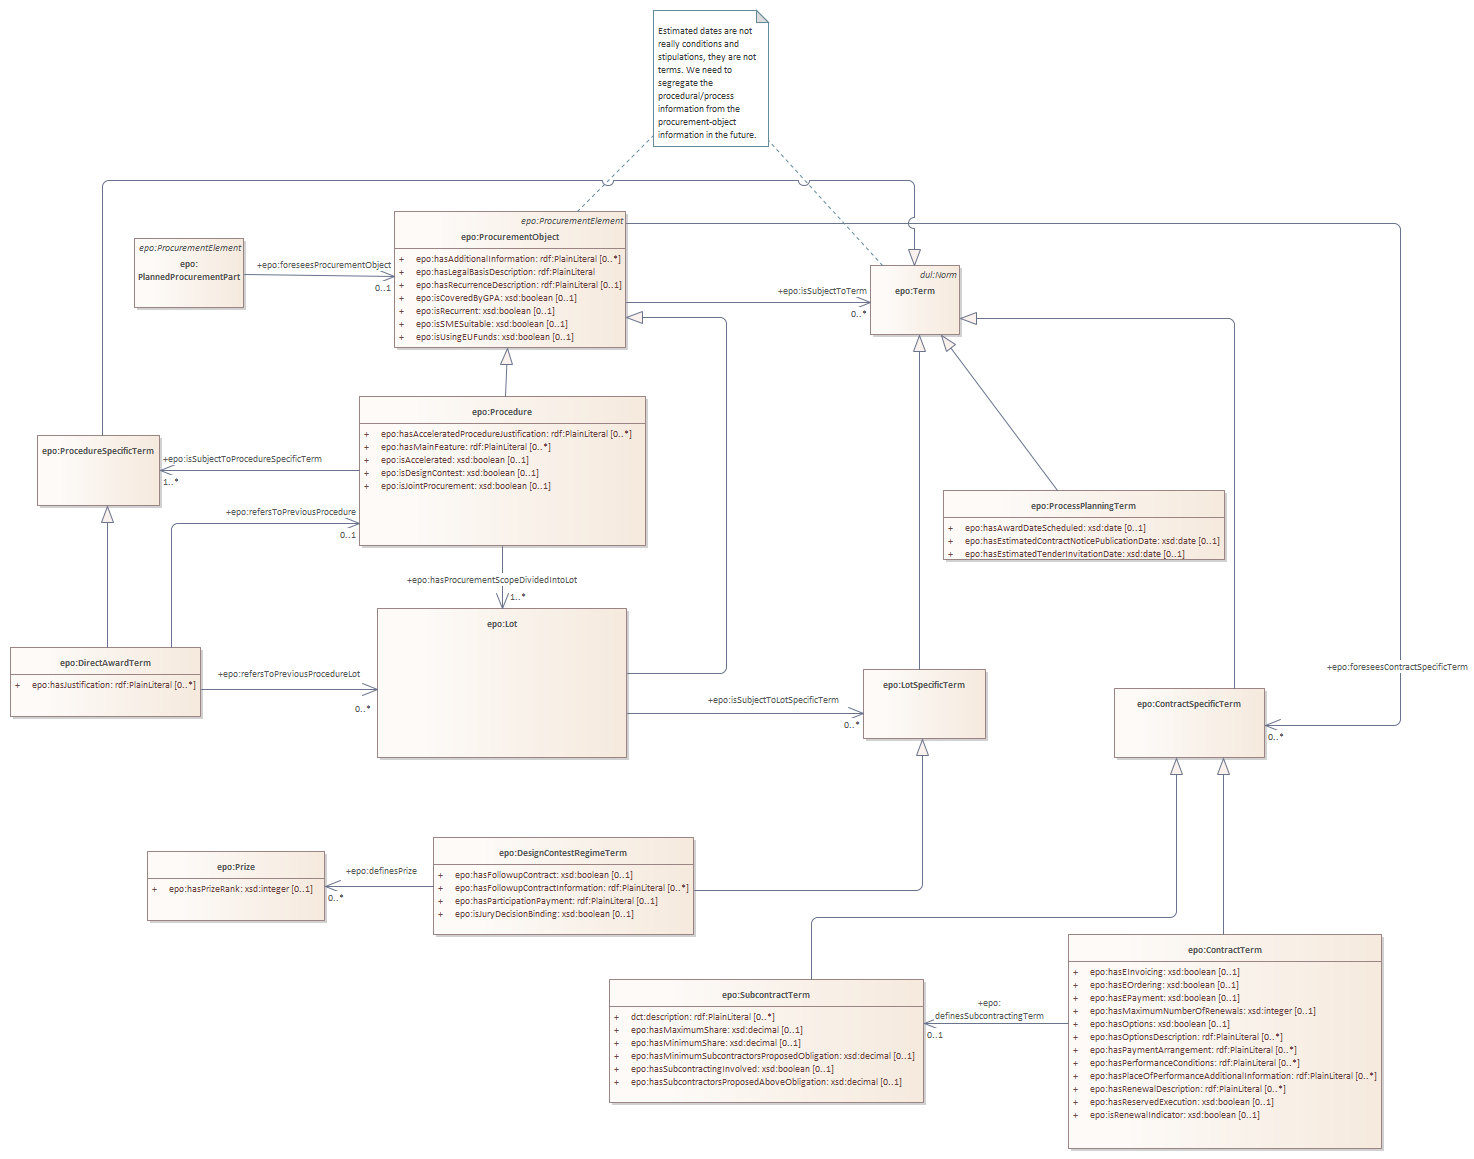 Estimated dates are not
really conditions and
stipulations, they are not
terms. We need to
segregate the
procedural/process
information from the
procurement-object
information in the future.
epo:ProcurementElement
epo:
PlannedProcurementPart
+epo:foreseesProcurementObject
0..1
epo:ProcurementElement
epo:ProcurementObject
+ epo:hasAdditionalInformation: rdf:PlainLiteral [0..*]
+ epo:hasLegalBasisDescription: rdf:PlainLiteral
+ epo:hasRecurrenceDescription: rdf:PlainLiteral [0..1]
+ epo:isCoveredByGPA: xsd:boolean [0..1]
+ epo:isRecurrent: xsd:boolean [0..1]
+ epo:isSMESuitable: xsd:boolean [0..1]
+ epo:isUsingEUFunds: xsd:boolean [0..1]
+epo:isSubjectToTerm
0..*
dul:Norm
epo:Term
epo:Procedure
+ epo:hasAcceleratedProcedureJustification: rdf:PlainLiteral [0..*]
+ epo:hasMainFeature: rdf:PlainLiteral [0..*]
+ epo:isAccelerated: xsd:boolean [0..1]
+ epo:isDesignContest: xsd:boolean [0..1]
+ epo:isJointProcurement: xsd:boolean [0..1]
epo:ProcedureSpecificTerm
+epo:isSubjectToProcedureSpecificTerm
1..*
+epo:refersToPreviousProcedure
0..1
epo:ProcessPlanningTerm
+ epo:hasAwardDateScheduled: xsd:date [0..1]
+ epo:hasEstimatedContractNoticePublicationDate: xsd:date [0..1]
+ epo:hasEstimatedTenderInvitationDate: xsd:date [0..1]
+epo:hasProcurementScopeDividedIntoLot
1..*
epo:Lot
epo:DirectAwardTerm
+ epo:hasJustification: rdf:PlainLiteral [0..*]
+epo:refersToPreviousProcedureLot
0..*
+epo:isSubjectToLotSpecificTerm
0..*
epo:LotSpecificTerm
epo:ContractSpecificTerm
+epo:foreseesContractSpecificTerm
0..*
epo:Prize
+ epo:hasPrizeRank: xsd:integer [0..1]
+epo:definesPrize
0..*
epo:DesignContestRegimeTerm
+ epo:hasFollowupContract: xsd:boolean [0..1]
+ epo:hasFollowupContractInformation: rdf:PlainLiteral [0..*]
+ epo:hasParticipationPayment: rdf:PlainLiteral [0..1]
+ epo:isJuryDecisionBinding: xsd:boolean [0..1]
epo:SubcontractTerm
+ dct:description: rdf:PlainLiteral [0..*]
+ epo:hasMaximumShare: xsd:decimal [0..1]
+ epo:hasMinimumShare: xsd:decimal [0..1]
+ epo:hasMinimumSubcontractorsProposedObligation: xsd:decimal [0..1]
+ epo:hasSubcontractingInvolved: xsd:boolean [0..1]
+ epo:hasSubcontractorsProposedAboveObligation: xsd:decimal [0..1]
+epo:
definesSubcontractingTerm
0..1
epo:ContractTerm
+ epo:hasEInvoicing: xsd:boolean [0..1]
+ epo:hasEOrdering: xsd:boolean [0..1]
+ epo:hasEPayment: xsd:boolean [0..1]
+ epo:hasMaximumNumberOfRenewals: xsd:integer [0..1]
+ epo:hasOptions: xsd:boolean [0..1]
+ epo:hasOptionsDescription: rdf:PlainLiteral [0..*]
+ epo:hasPaymentArrangement: rdf:PlainLiteral [0..*]
+ epo:hasPerformanceConditions: rdf:PlainLiteral [0..*]
+ epo:hasPlaceOfPerformanceAdditionalInformation: rdf:PlainLiteral [0..*]
+ epo:hasRenewalDescription: rdf:PlainLiteral [0..*]
+ epo:hasReservedExecution: xsd:boolean [0..1]
+ epo:isRenewalIndicator: xsd:boolean [0..1]